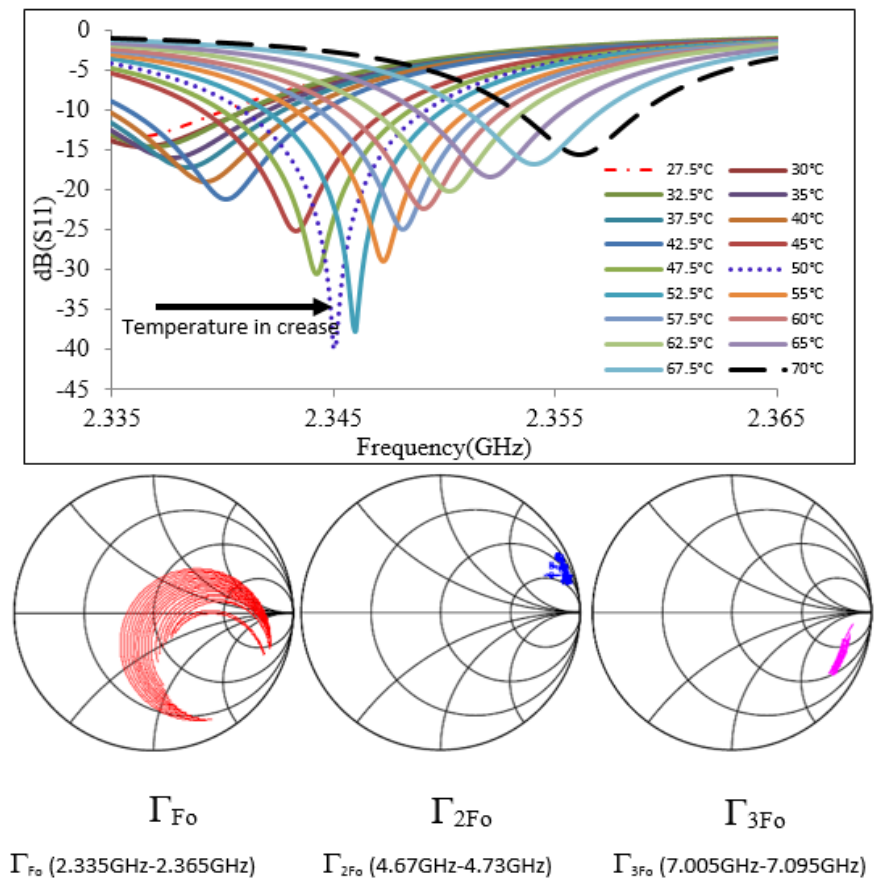 0
-5
-10
-15
-20
-25
-30
-35
-40
-45
dB(S11)
27.5°C 30°C
32.5°C 35°C
37.5°C 40°C
42.5°C 45°C
47.5°C 50°C
52.5°C 55°C
57.5°C 60°C
62.5°C 65°C
67.5°C 70°C
Temperature in crease
2.335 2.345 2.355 2.365
Frequency(GHz)
ΓFo Γ2Fo Γ3Fo
ΓFo (2.335GHz-2.365GHz) Γ2Fo (4.67GHz-4.73GHz) Γ3Fo (7.005GHz-7.095GHz)